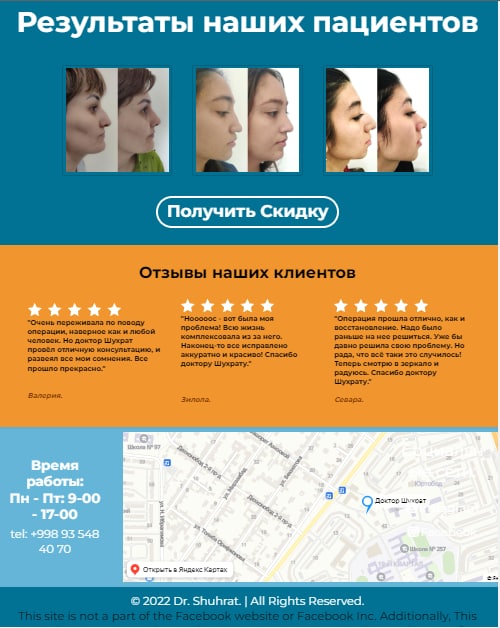 Результаты наших пациентов
Получить Скидку
Отзывы наших клиентов
"Очень переживала по поводу
операции, наверное как и любой
человек. Но доктор Шухрат
провёл отличную консультацию, и
развеял все мои сомнения. Все
прошло прекрасно."
Валерия.
"Нооооос - вот была моя
проблема! Всю жизнь
комплексовала из за него.
Наконец-то все исправлено
аккуратно и красиво! Спасибо
доктору Шухрату."
Зилола.
"Операция прошла отлично, как и
восстановление. Надо было
раньше на нее решиться. Уже бы
давно решила свою проблему. Но
рада, что всё таки это случилось!
Теперь смотрю в зеркало и
радуюсь. Спасибо доктору
Шухрату."
Севара.
Время
работы:
Пн - Пт: 9-00
- 17-00
tel: +998 93 548
40 70
Школа № 97
Доктор Шухрат
Школа № 257
Открыть в Яндекс Картах
© 2022 Dr. Shuhrat. | All Rights Reserved.
This site is not a part of the Facebook website or Facebook Inc. Additionally, This